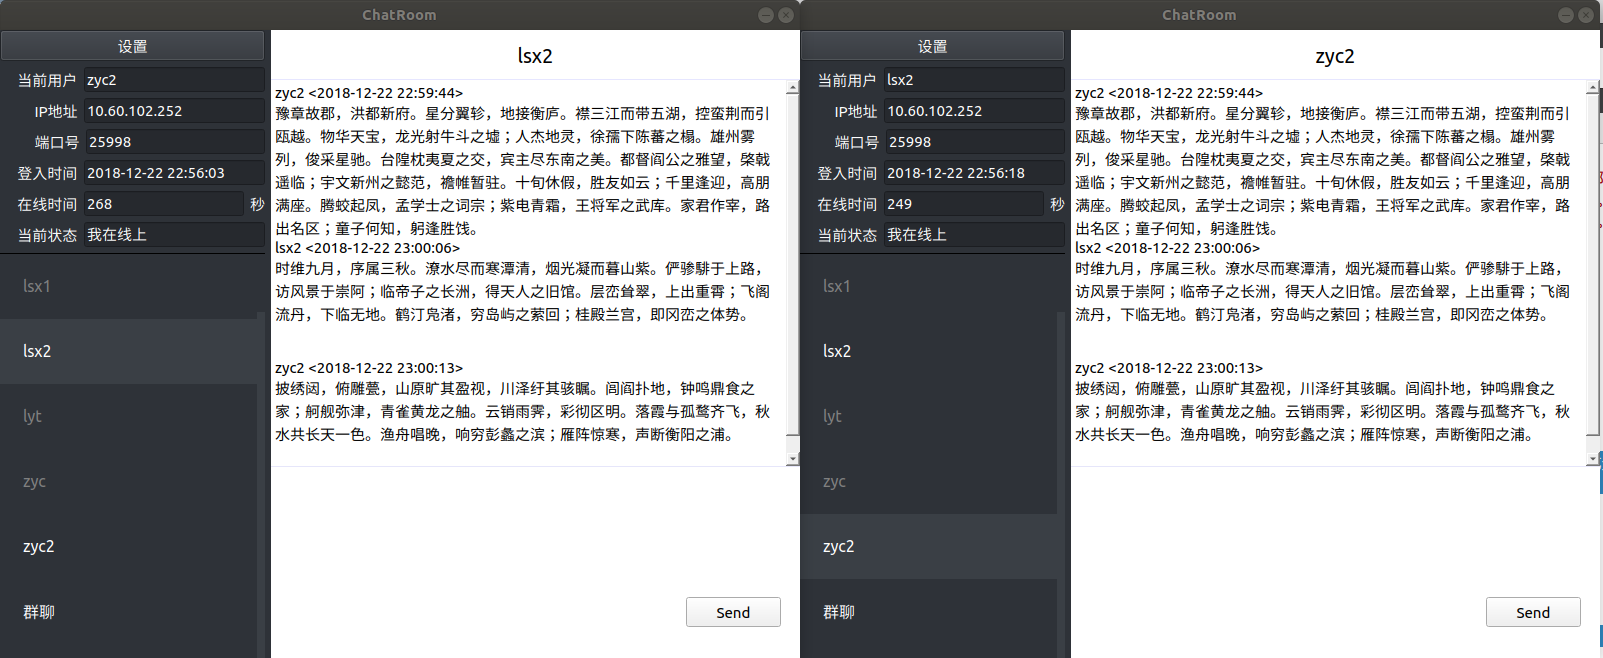 ChatRoom
设置
当前用户 zyc2
IP地址 10.60.102.252
端口号 25998
登入时间 2018-12-22 22:56:03
在线时间 268 秒
当前状态 我在线上
lsx1
lsx2
lyt
zyc
zyc2
群聊
lsx2
zyc2 <2018-12-22 22:59:44>
豫章故郡，洪都新府。星分翼轸，地接衡庐。襟三江而带五湖，控蛮荆而引
瓯越。物华天宝，龙光射牛斗之墟；人杰地灵，徐孺下陈蕃之榻。雄州雾
列，俊采星驰。台隍枕夷夏之交，宾主尽东南之美。都督阎公之雅望，棨戟
遥临；宇文新州之懿范，襜帷暂驻。十旬休假，胜友如云；千里逢迎，高朋
满座。腾蛟起凤，孟学士之词宗；紫电青霜，王将军之武库。家君作宰，路
出名区；童子何知，躬逢胜饯。
lsx2 <2018-12-22 23:00:06>
时维九月，序属三秋。潦水尽而寒潭清，烟光凝而暮山紫。俨骖騑于上路，
访风景于崇阿；临帝子之长洲，得天人之旧馆。层峦耸翠，上出重霄；飞阁
流丹，下临无地。鹤汀凫渚，穷岛屿之萦回；桂殿兰宫，即冈峦之体势。
zyc2 <2018-12-22 23:00:13>
披绣闼，俯雕甍，山原旷其盈视，川泽纡其骇瞩。闾阎扑地，钟鸣鼎食之
家；舸舰弥津，青雀黄龙之舳。云销雨霁，彩彻区明。落霞与孤鹜齐飞，秋
水共长天一色。渔舟唱晚，响穷彭蠡之滨；雁阵惊寒，声断衡阳之浦。
Send
ChatRoom
设置
当前用户 lsx2
IP地址 10.60.102.252
端口号 25998
登入时间 2018-12-22 22:56:18
在线时间 249 秒
当前状态 我在线上
lsx1
lsx2
lyt
zyc
zyc2
群聊
zyc2
zyc2 <2018-12-22 22:59:44>
豫章故郡，洪都新府。星分翼轸，地接衡庐。襟三江而带五湖，控蛮荆而引
瓯越。物华天宝，龙光射牛斗之墟；人杰地灵，徐孺下陈蕃之榻。雄州雾
列，俊采星驰。台隍枕夷夏之交，宾主尽东南之美。都督阎公之雅望，棨戟
遥临；宇文新州之懿范，襜帷暂驻。十旬休假，胜友如云；千里逢迎，高朋
满座。腾蛟起凤，孟学士之词宗；紫电青霜，王将军之武库。家君作宰，路
出名区；童子何知，躬逢胜饯。
lsx2 <2018-12-22 23:00:06>
时维九月，序属三秋。潦水尽而寒潭清，烟光凝而暮山紫。俨骖騑于上路，
访风景于崇阿；临帝子之长洲，得天人之旧馆。层峦耸翠，上出重霄；飞阁
流丹，下临无地。鹤汀凫渚，穷岛屿之萦回；桂殿兰宫，即冈峦之体势。
zyc2 <2018-12-22 23:00:13>
披绣闼，俯雕甍，山原旷其盈视，川泽纡其骇瞩。闾阎扑地，钟鸣鼎食之
家；舸舰弥津，青雀黄龙之舳。云销雨霁，彩彻区明。落霞与孤鹜齐飞，秋
水共长天一色。渔舟唱晚，响穷彭蠡之滨；雁阵惊寒，声断衡阳之浦。
Send